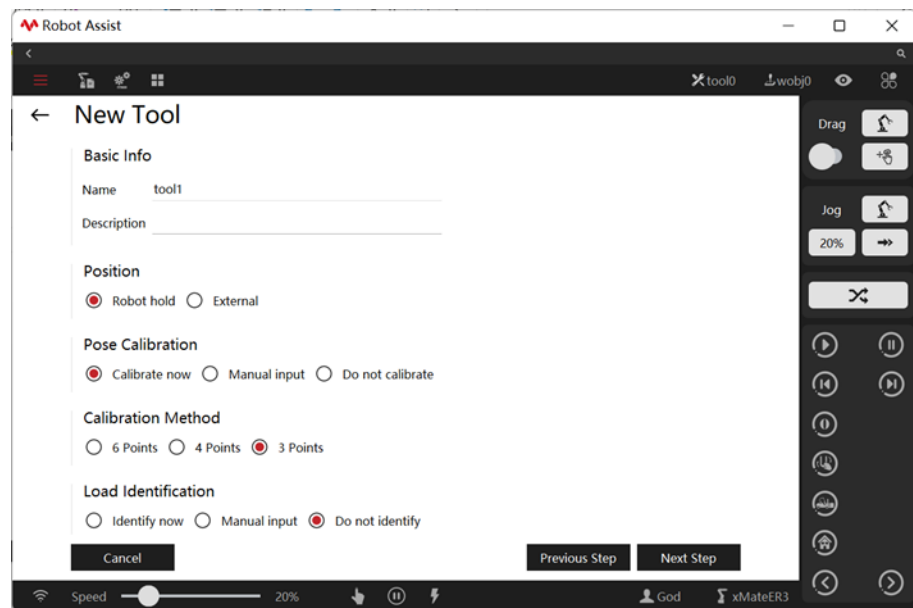 Robot Assist
tool0 wobj0
New Tool
Basic Info
Name tool1
Description
Position
Robot hold External
Pose Calibration
Calibrate now Manual input Do not calibrate
Calibration Method
6 Points 4 Points 3 Points
Load Identification
Identify now Manual input Do not identify
Cancel Previous Step Next Step
Drag
Jog
20%
Speed 20% God xMateER3